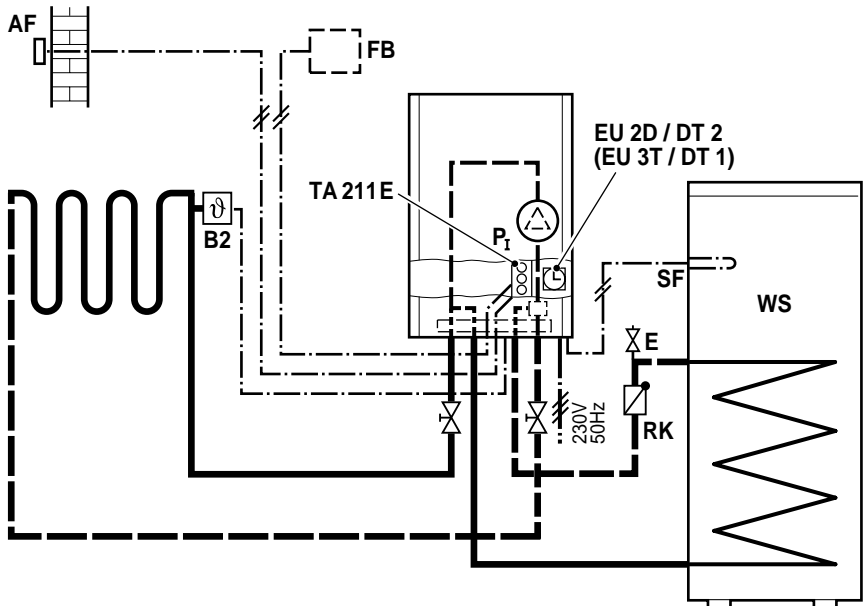 AF
FB
EU 2D / DT 2
(EU 3T / DT 1)
TA 211 E
ϑ
B2
PI
SF
WS
E
RK
230V
50Hz